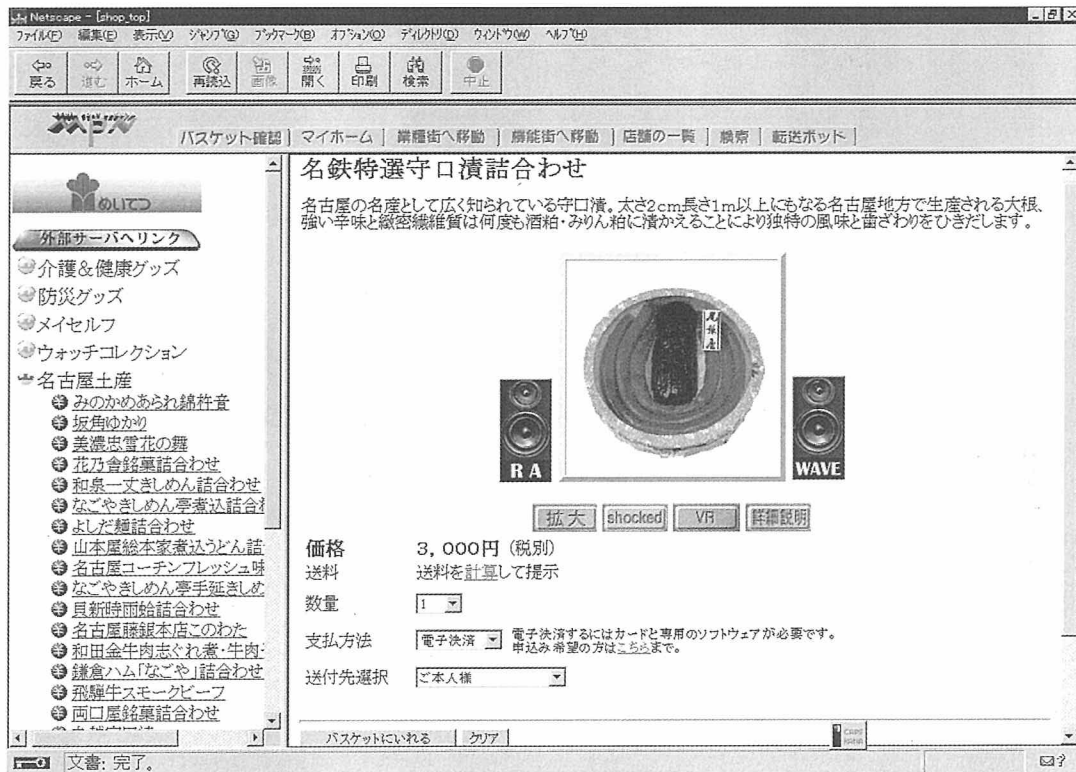 Netscape - [shop_top]
ファイル(F) 編集(E) 表示(V) ジャンプ(G) ブックマーク(B) オプション(O) ディレクトリ(D) ウィンドウ(W) ヘルプ(H)
戻る 進む ホーム 再読込 画像 開く 印刷 検索 中止
バスケット確認 | マイホーム | 業種街へ移動 | 機能街へ移動 | 店舗の一覧 | 検索 | 転送ポッド |
めいてつ
外部サーバへリンク
介護&健康グッズ
防災グッズ
メイセルフ
ウォッチコレクション
名古屋土産
みのかめあられ錦杵音
坂角ゆかり
美濃忠雪花の舞
花乃舎銘菓詰合わせ
和泉一丈きしめん詰合わせ
なごやきしめん亭煮込詰合わ
よしだ麺詰合わせ
山本屋総本家煮込うどん詰
名古屋コーチンフレッシュ味
なごやきしめん亭手延きしめ
貝新時雨蛤詰合わせ
名古屋藤銀本店このわた
和田金牛肉志ぐれ煮・牛肉
鎌倉ハム「なごや」詰合わせ
飛騨牛スモークビーフ
両口屋銘菓詰合わせ
名鉄特選守口漬詰合わせ
名古屋の名産として広く知られている守口漬。太さ2cm長さ1m以上にもなる名古屋地方で生産される大根、
強い辛味と緻密繊維質は何度も酒粕・みりん粕に漬かえることにより独特の風味と歯ざわりをひきだします。
尾張屋
RA
WAVE
拡大 shocked VR 詳細説明
価格 3,000円 (税別)
送料 送料を計算して提示
数量 1
支払方法 電子決済 電子決済するにはカードと専用のソフトウェアが必要です。
申込み希望の方はこちらまで。
送付先選択 ご本人様
バスケットにいれる クリア
CAPS
KANA
文書: 完了。